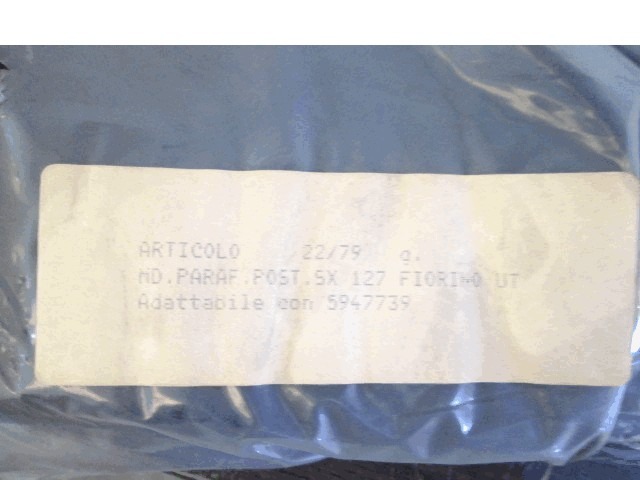 ARTICOLO 22/79 q.
MD.PARAF.POST.SX 127 FIORINO UT
Adattabile con 5947739